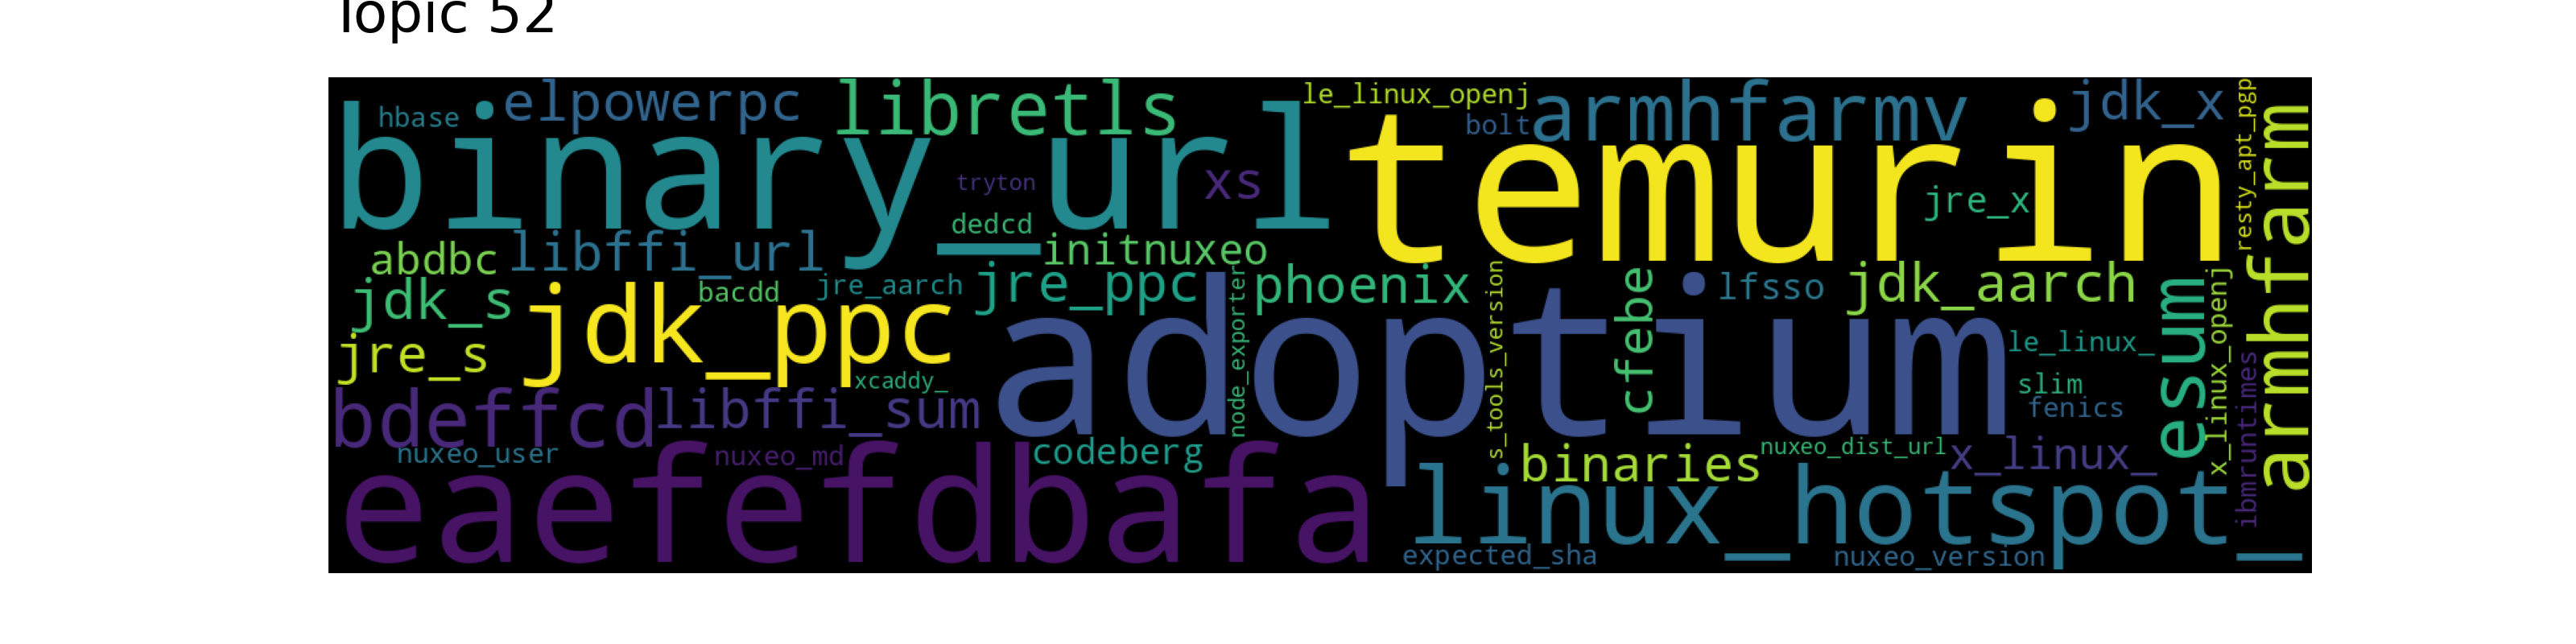 Topic 52
hbase
elpowerpc
libretls
le_linux_openj
bolt
armhfarmv
jdk_x
binary_url
temurin
tryton
xs
jre_x
dedcd
resty_apt_pgp
armhfarm
abdbc
libffi_url
initnuxeo
jdk_s
bacdd
jre_aarch
jre_ppc
phoenix
lfsso
jdk_aarch
jre_s
jdk_ppc
node_exporter
adoptium
s_tools_version
cfebe
le_linux_
esum
x_linux_openj
xcaddy_
slim
fenics
ibmruntimes
bdeffcd
libffi_sum
nuxeo_user
nuxeo_md
codeberg
binaries
nuxeo_dist_url
x_linux_
eaefefdbafa
linux_hotspot_
expected_sha
nuxeo_version